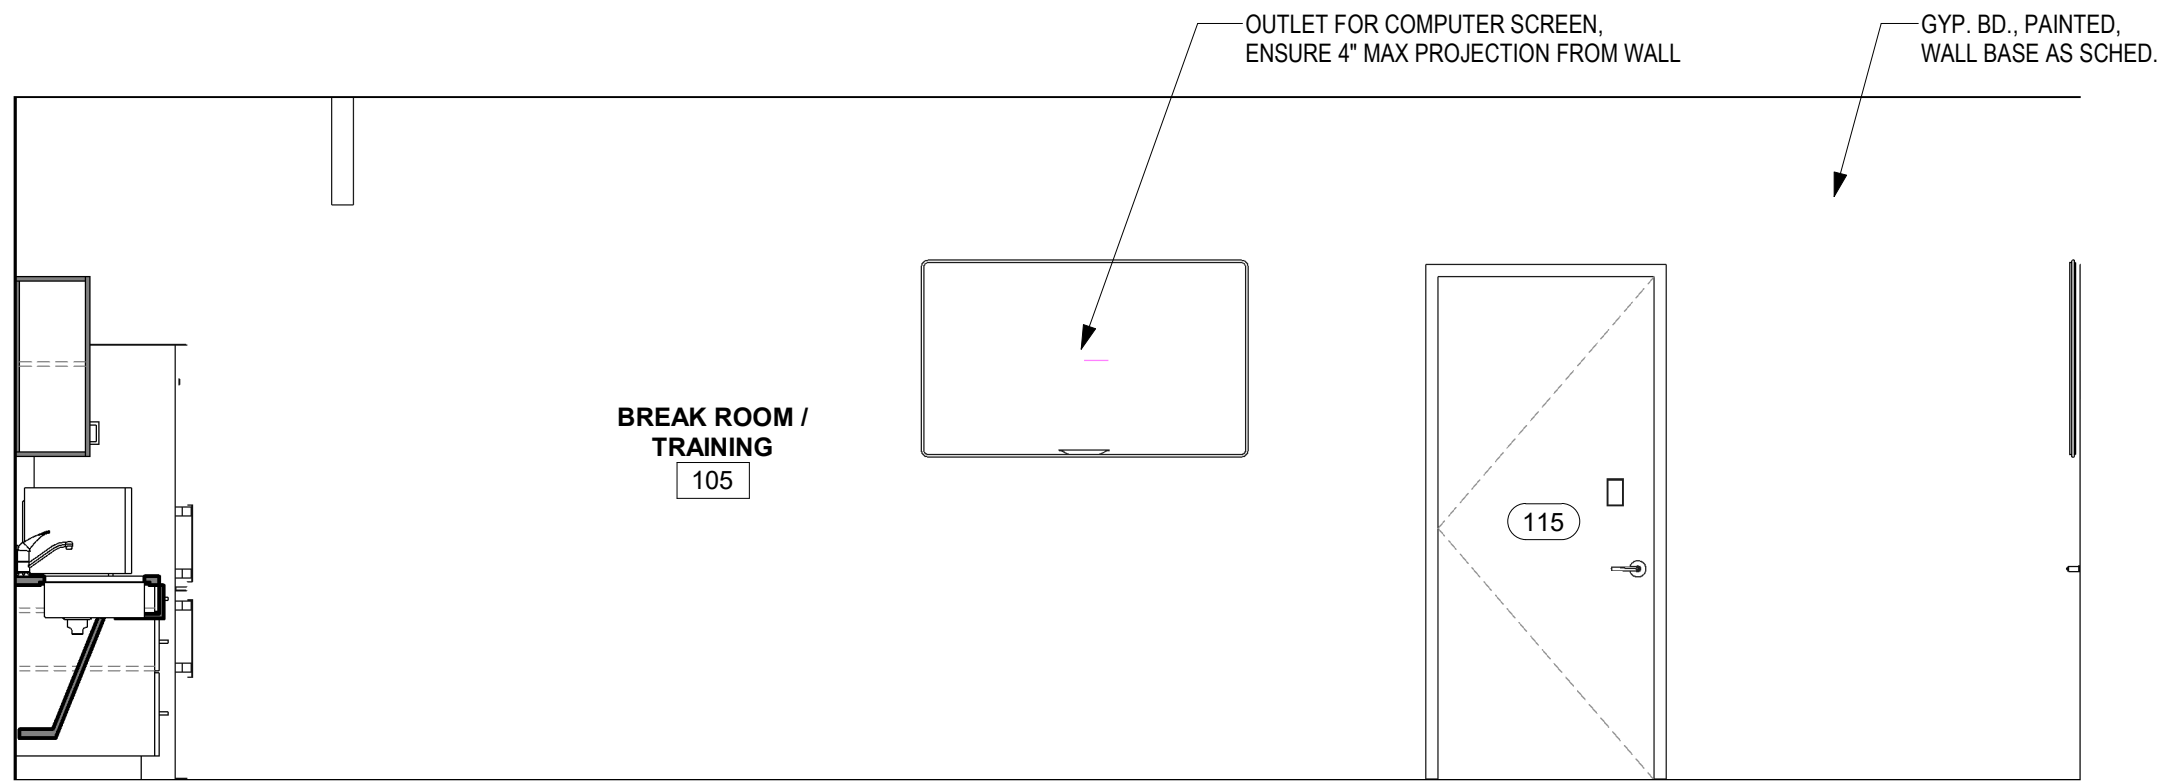 OUTLET FOR COMPUTER SCREEN,
ENSURE 4" MAX PROJECTION FROM WALL
GYP. BD., PAINTED,
WALL BASE AS SCHED.
BREAK ROOM /
TRAINING
105
115